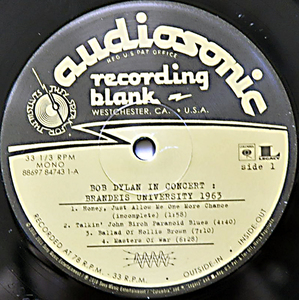 audiosonic
REG. U S PAT. OFFICE
recording
blank
WESTCHESTER, CA. • U.S.A.
33 1/3 RPM
MONO
88697 84743 1-A
LEGACY
side 1
BOB DYLAN IN CONCERT :
BRANDEIS UNIVERSITY 1963
1. Honey, Just Allow Me One More Chance
(incomplete) (1:58)
2. Talkin' John Birch Paranoid Blues (4:40)
3. Ballad Of Hollis Brown (7:10)
4. Masters Of War (6:28)
RECORDED AT 78 R.P.M. - 33 R.P.M.
OUTSIDE-IN
INSIDE-OUT